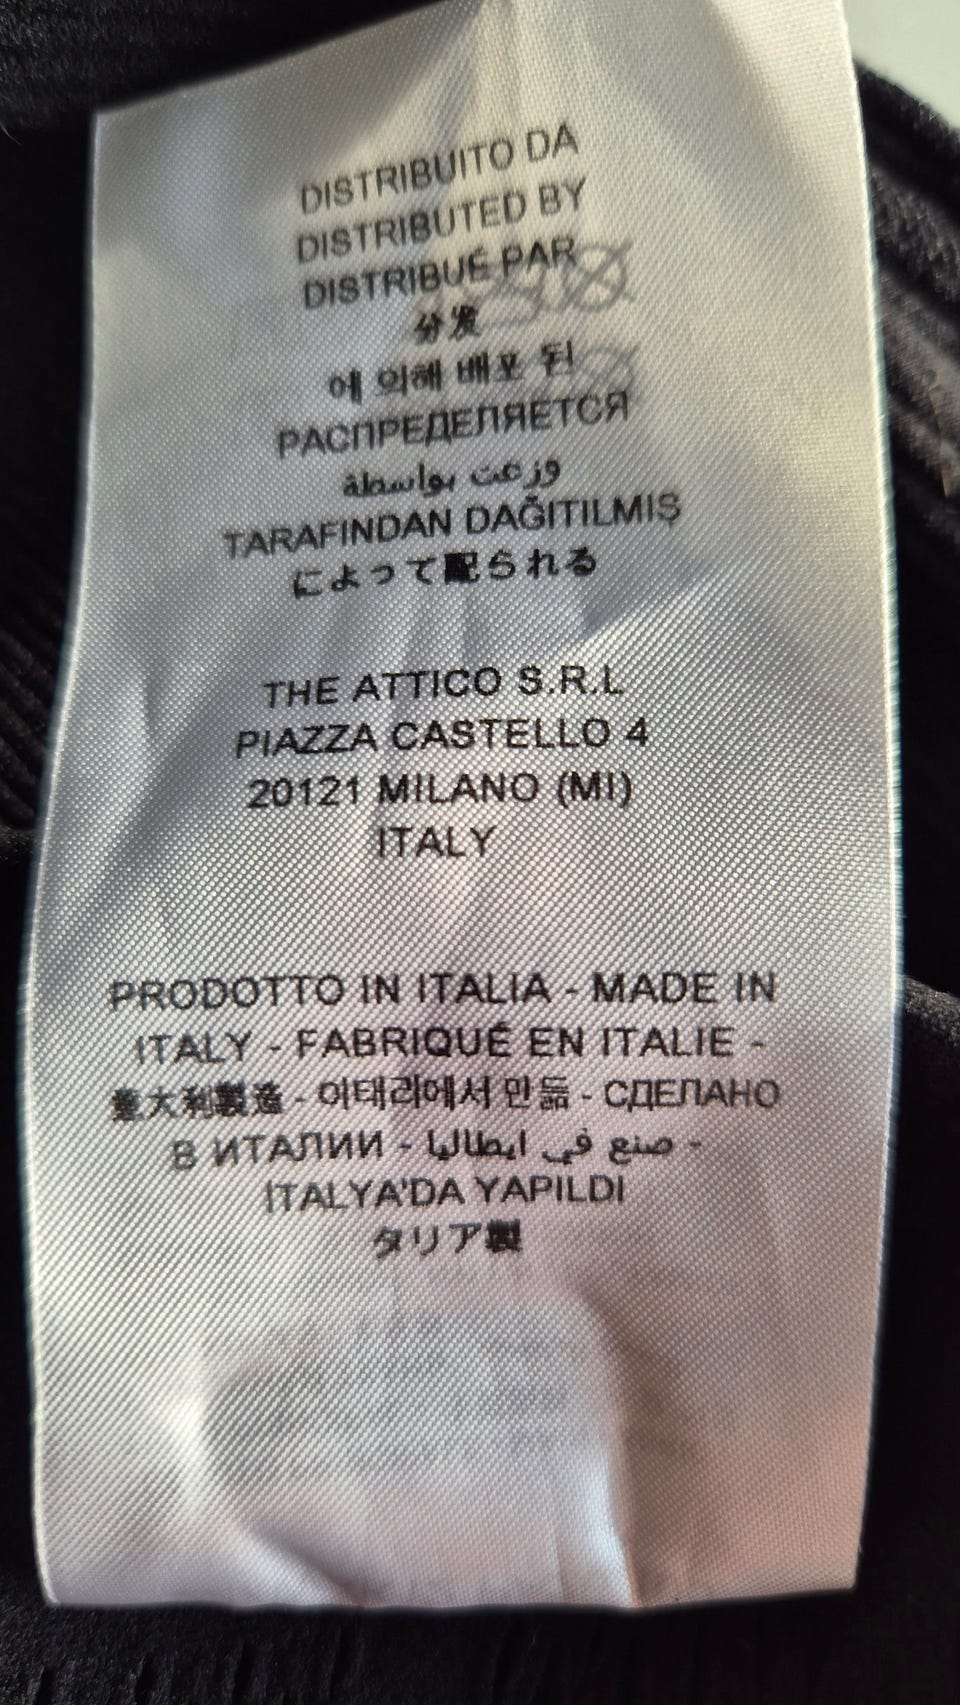 DISTRIBUITO DA
DISTRIBUTED BY
DISTRIBUÉ PAR
分发
에 의해 배포 된
РАСПРЕДЕЛЯЕТСЯ
وزعت بواسطة
TARAFINDAN DAĞITILMIŞ
によって配られる
THE ATTICO S.R.L
PIAZZA CASTELLO 4
20121 MILANO (MI)
ITALY
PRODOTTO IN ITALIA - MADE IN
ITALY - FABRIQUÉ EN ITALIE -
意大利製造 - 이태리에서 만듦 - СДЕЛАНО
В ИТАЛИИ - صنع في ايطاليا -
İTALYA'DA YAPILDI
タリア製